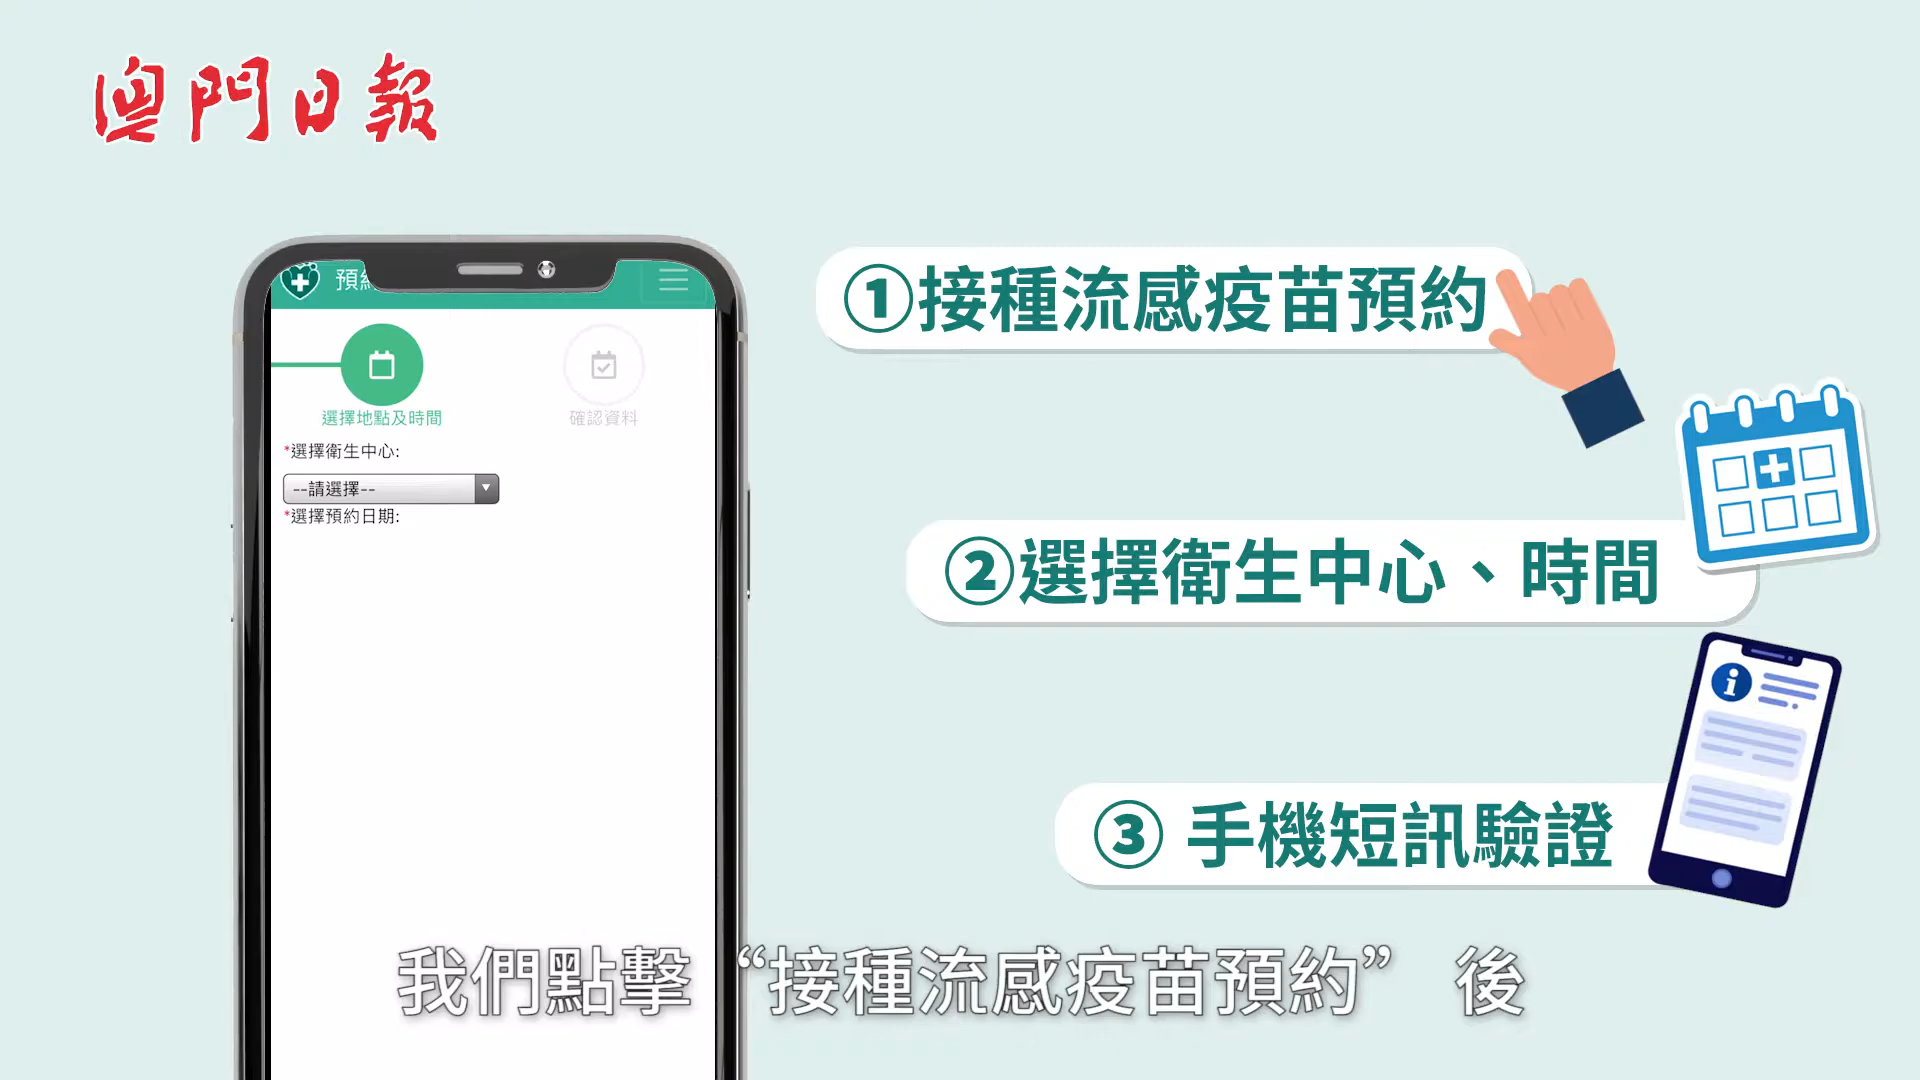 澳門日報
預約
選擇地點及時間
確認資料
*選擇衛生中心:
--請選擇--
*選擇預約日期:
①接種流感疫苗預約
②選擇衛生中心、時間
③ 手機短訊驗證
我們點擊“接種流感疫苗預約” 後